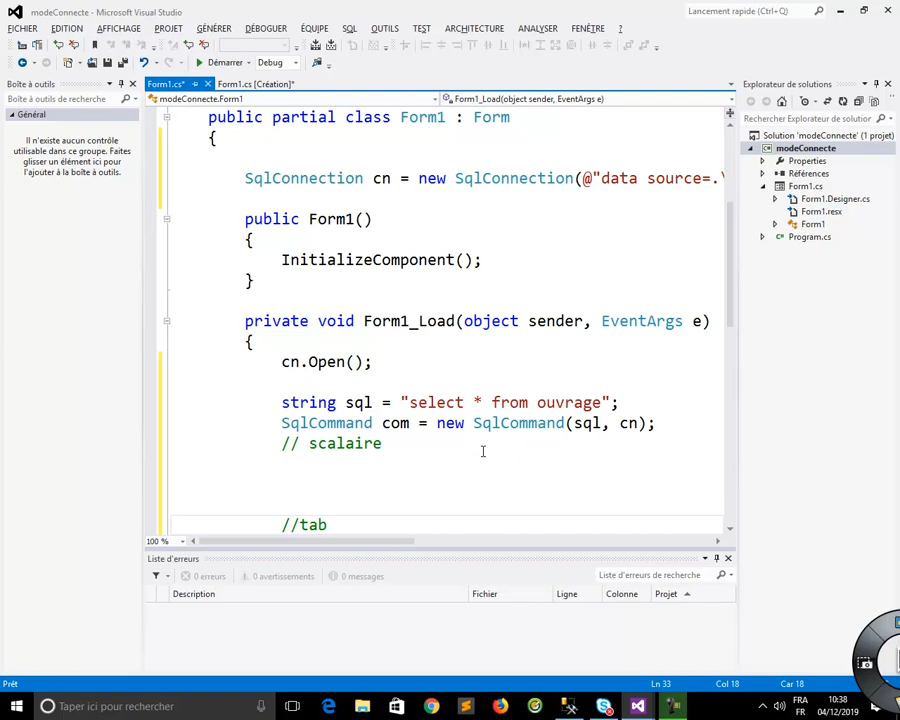 modeConnecte - Microsoft Visual Studio
Lancement rapide (Ctrl+Q)
FICHIER EDITION AFFICHAGE PROJET GÉNÉRER DÉBOGUER ÉQUIPE SQL OUTILS TEST ARCHITECTURE ANALYSER FENÊTRE ?
Démarrer Debug
Boîte à outils
Form1.cs*
Form1.cs [Création]*
Explorateur de solutions
Boîte à outils de recherche
modeConnecte.Form1
Form1_Load(object sender, EventArgs e)
Général
Il n'existe aucun contrôle
utilisable dans ce groupe. Faites
glisser un élément ici pour
l'ajouter à la boîte à outils.
public partial class Form1 : Form
{
SqlConnection cn = new SqlConnection(@"data source=.\
public Form1()
{
InitializeComponent();
}
private void Form1_Load(object sender, EventArgs e)
{
cn.Open();
string sql = "select * from ouvrage";
SqlCommand com = new SqlCommand(sql, cn);
// scalaire
//tab
Rechercher Explorateur de solutions
Solution 'modeConnecte' (1 projet)
modeConnecte
Properties
Références
Form1.cs
Form1.Designer.cs
Form1.resx
Form1
Program.cs
100 %
Liste d'erreurs
0 erreurs
0 avertissements
0 messages
Liste d'erreurs de recherche
Description Fichier Ligne Colonne Projet
Prêt
Ln 33 Col 18 Car 18
Taper ici pour rechercher
FRA
FR
10:38
04/12/2019